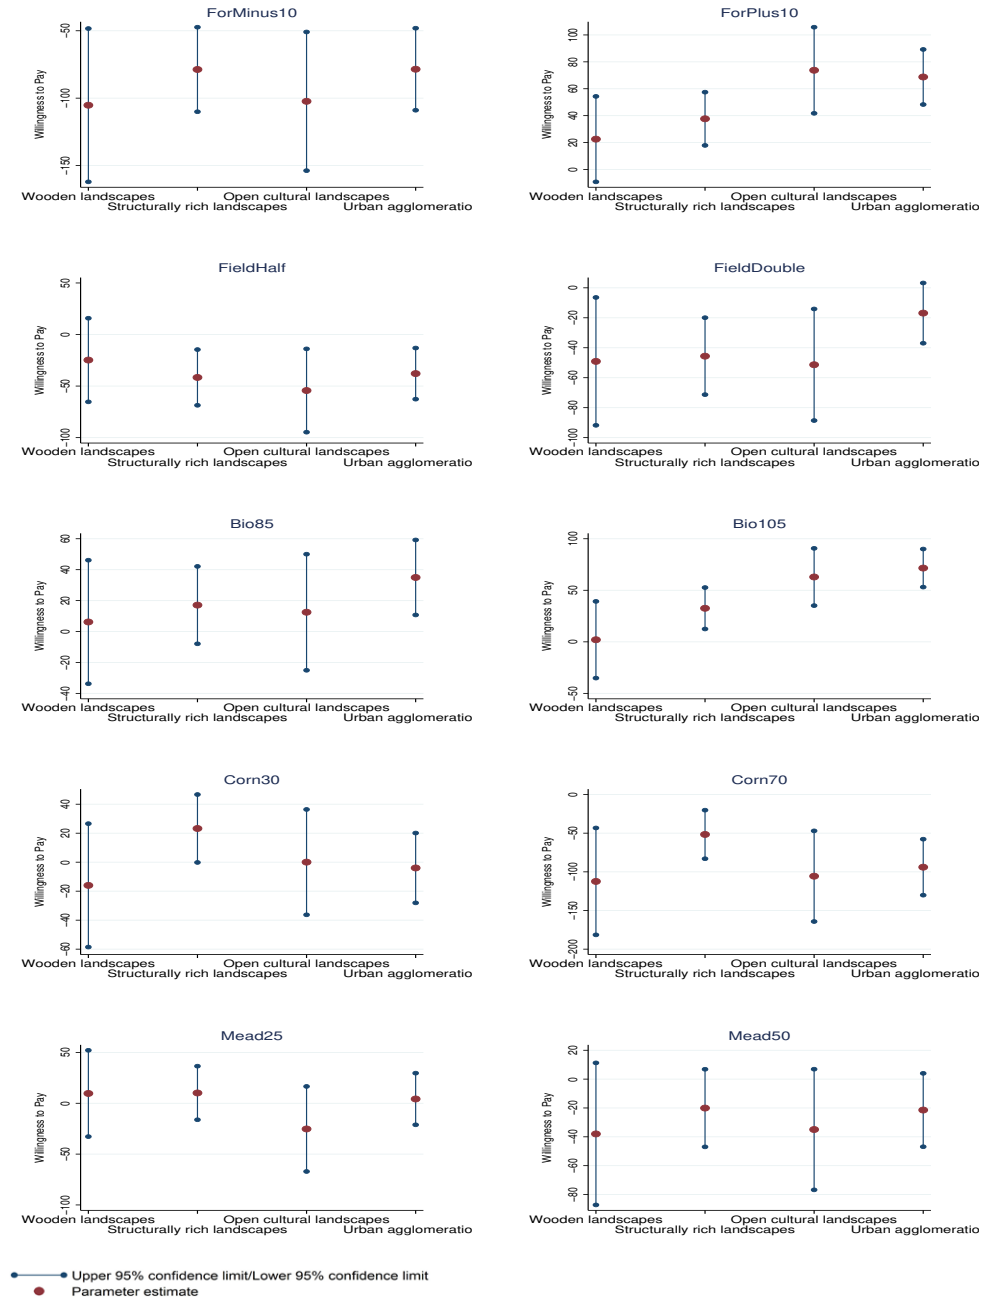 ForMinus10
Willingness to Pay
−50
−100
−150
Wooden landscapes
Structurally rich landscapes
Open cultural landscapes
Urban agglomeratio
ForPlus10
Willingness to Pay
100
80
60
40
20
0
Wooden landscapes
Structurally rich landscapes
Open cultural landscapes
Urban agglomeratio
FieldHalf
Willingness to Pay
50
0
−50
−100
Wooden landscapes
Structurally rich landscapes
Open cultural landscapes
Urban agglomeratio
FieldDouble
Willingness to Pay
0
−20
−40
−60
−80
−100
Wooden landscapes
Structurally rich landscapes
Open cultural landscapes
Urban agglomeratio
Bio85
Willingness to Pay
60
40
20
0
−20
−40
Wooden landscapes
Structurally rich landscapes
Open cultural landscapes
Urban agglomeratio
Bio105
Willingness to Pay
100
50
0
−50
Wooden landscapes
Structurally rich landscapes
Open cultural landscapes
Urban agglomeratio
Corn30
Willingness to Pay
40
20
0
−20
−40
−60
Wooden landscapes
Structurally rich landscapes
Open cultural landscapes
Urban agglomeratio
Corn70
Willingness to Pay
0
−50
−100
−150
−200
Wooden landscapes
Structurally rich landscapes
Open cultural landscapes
Urban agglomeratio
Mead25
Willingness to Pay
50
0
−50
−100
Wooden landscapes
Structurally rich landscapes
Open cultural landscapes
Urban agglomeratio
Mead50
Willingness to Pay
20
0
−20
−40
−60
−80
Wooden landscapes
Structurally rich landscapes
Open cultural landscapes
Urban agglomeratio
Upper 95% confidence limit/Lower 95% confidence limit
Parameter estimate